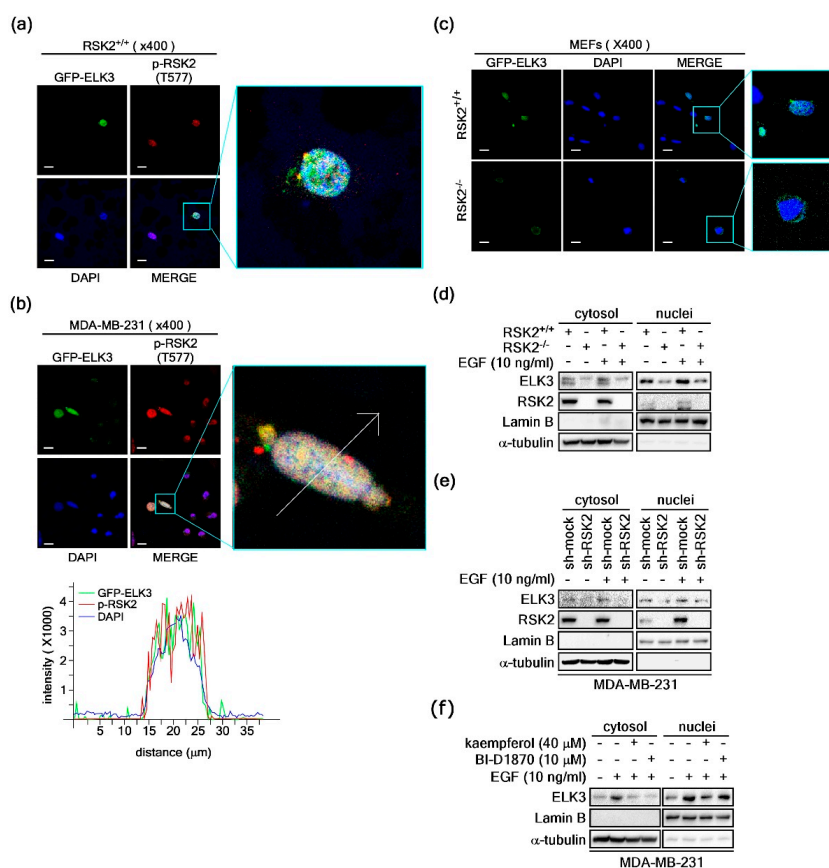 (a)
RSK2+/+ ( x400)
GFP-ELK3
p-RSK2
(T577)
DAPI
MERGE
(b)
MDA-MB-231 ( x400)
GFP-ELK3
p-RSK2
(T577)
DAPI
MERGE
GFP-ELK3
p-RSK2
DAPI
intensity ( X1000)
4
3
2
1
0 5 10 15 20 25 30 35
distance (μm)
(c)
MEFs ( X400)
GFP-ELK3 DAPI MERGE
RSK2+/+
RSK2-/-
(d)
cytosol nuclei
RSK2+/+ + - + - + - + -
RSK2-/- - + - + - + - +
EGF (10 ng/ml) - - + + - - + +
ELK3
RSK2
Lamin B
α-tubulin
(e)
cytosol nuclei
sh-mock sh-RSK2 sh-mock sh-RSK2 sh-mock sh-RSK2 sh-mock sh-RSK2
EGF (10 ng/ml) - - + + - - + +
ELK3
RSK2
Lamin B
α-tubulin
MDA-MB-231
(f)
cytosol nuclei
kaempferol (40 μM) - - + - - - + -
BI-D1870 (10 μM) - - - + - - - +
EGF (10 ng/ml) - + + + - + + +
ELK3
Lamin B
α-tubulin
MDA-MB-231